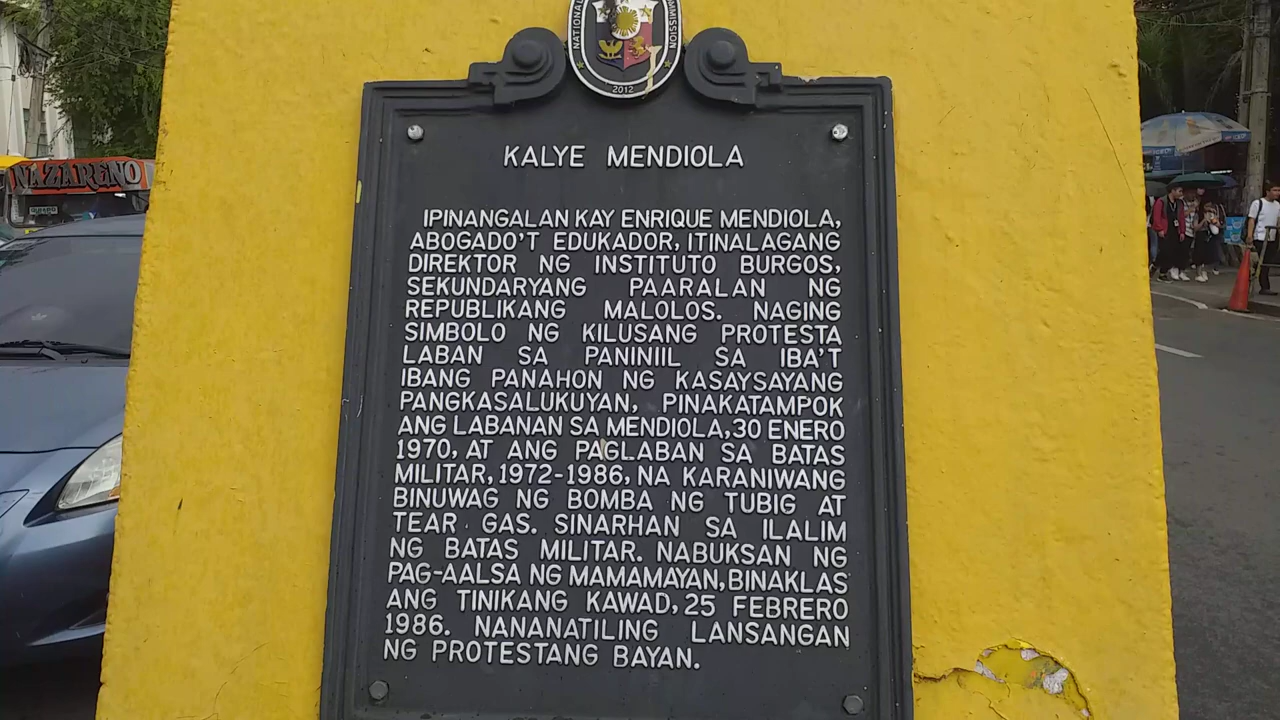 NATIONAL
MISSION
2012
KALYE MENDIOLA
IPINANGALAN KAY ENRIQUE MENDIOLA,
ABOGADO'T EDUKADOR, ITINALAGANG
DIREKTOR NG INSTITUTO BURGOS,
SEKUNDARYANG PAARALAN NG
REPUBLIKANG MALOLOS. NAGING
SIMBOLO NG KILUSANG PROTESTA
LABAN SA PANINIIL SA IBA'T
IBANG PANAHON NG KASAYSAYANG
PANGKASALUKUYAN, PINAKATAMPOK
ANG LABANAN SA MENDIOLA, 30 ENERO
1970, AT ANG PAGLABAN SA BATAS
MILITAR, 1972-1986, NA KARANIWANG
BINUWAG NG BOMBA NG TUBIG AT
TEAR GAS. SINARHAN SA ILALIM
NG BATAS MILITAR. NABUKSAN NG
PAG-AALSA NG MAMAMAYAN, BINAKLAS
ANG TINIKANG KAWAD, 25 FEBRERO
1986. NANANATILING LANSANGAN
NG PROTESTANG BAYAN.
NAZARENO